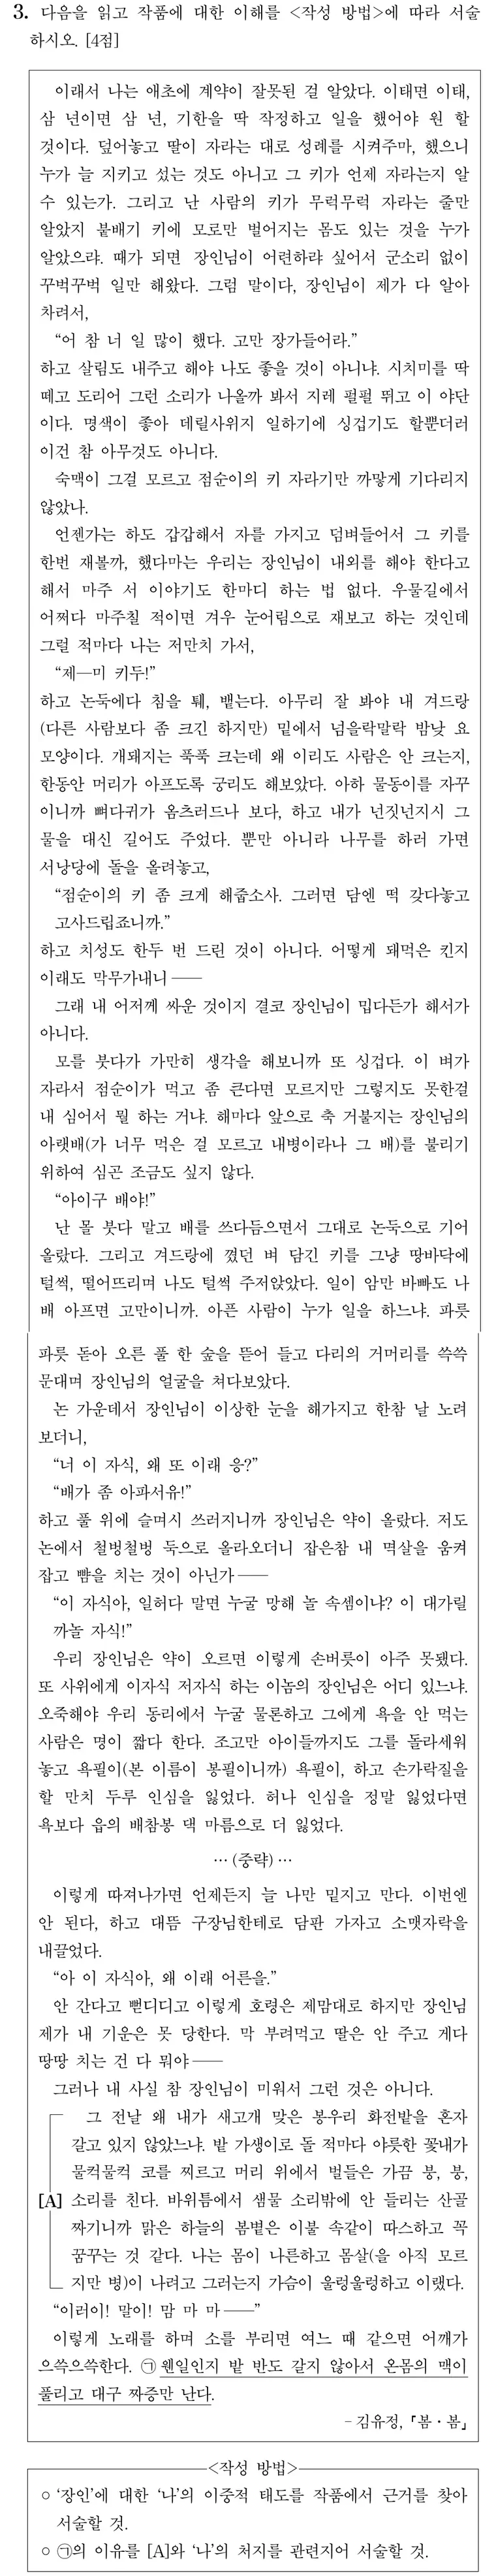 3. 다음을 읽고 작품에 대한 이해를 <작성 방법>에 따라 서술
하시오. [4점]
이래서 나는 애초에 계약이 잘못된 걸 알았다. 이태면 이태,
삼 년이면 삼 년, 기한을 딱 작정하고 일을 했어야 원 할
것이다. 덮어놓고 딸이 자라는 대로 성례를 시켜주마, 했으니
누가 늘 지키고 섰는 것도 아니고 그 키가 언제 자라는지 알
수 있는가. 그리고 난 사람의 키가 무럭무럭 자라는 줄만
알았지 붙배기 키에 모로만 벌어지는 몸도 있는 것을 누가
알았으랴. 때가 되면 장인님이 어련하랴 싶어서 군소리 없이
꾸벅꾸벅 일만 해왔다. 그럼 말이다, 장인님이 제가 다 알아
차려서,
“어 참 너 일 많이 했다. 고만 장가들어라.”
하고 살림도 내주고 해야 나도 좋을 것이 아니냐. 시치미를 딱
떼고 도리어 그런 소리가 나올까 봐서 지레 펄펄 뛰고 이 야단
이다. 명색이 좋아 데릴사위지 일하기에 싱겁기도 할뿐더러
이건 참 아무것도 아니다.
숙맥이 그걸 모르고 점순이의 키 자라기만 까맣게 기다리지
않았나.
언젠가는 하도 갑갑해서 자를 가지고 덤벼들어서 그 키를
한번 재볼까, 했다마는 우리는 장인님이 내외를 해야 한다고
해서 마주 서 이야기도 한마디 하는 법 없다. 우물길에서
어쩌다 마주칠 적이면 겨우 눈어림으로 재보고 하는 것인데
그럴 적마다 나는 저만치 가서,
“제―미 키두!”
하고 논둑에다 침을 퉤, 뱉는다. 아무리 잘 봐야 내 겨드랑
(다른 사람보다 좀 크긴 하지만) 밑에서 넘을락말락 밤낮 요
모양이다. 개돼지는 푹푹 크는데 왜 이리도 사람은 안 크는지,
한동안 머리가 아프도록 궁리도 해보았다. 아하 물동이를 자꾸
이니까 뼈다귀가 옴츠러드나 보다, 하고 내가 넌짓넌지시 그
물을 대신 길어도 주었다. 뿐만 아니라 나무를 하러 가면
서낭당에 돌을 올려놓고,
“점순이의 키 좀 크게 해줍소사. 그러면 담엔 떡 갖다놓고
고사드립죠니까.”
하고 치성도 한두 번 드린 것이 아니다. 어떻게 돼먹은 킨지
이래도 막무가내니 ──
그래 내 어저께 싸운 것이지 결코 장인님이 밉다든가 해서가
아니다.
모를 붓다가 가만히 생각을 해보니까 또 싱겁다. 이 벼가
자라서 점순이가 먹고 좀 큰다면 모르지만 그렇지도 못한걸
내 심어서 뭘 하는 거냐. 해마다 앞으로 축 거불지는 장인님의
아랫배(가 너무 먹은 걸 모르고 내병이라나 그 배)를 불리기
위하여 심곤 조금도 싶지 않다.
“아이구 배야!”
난 몰 붓다 말고 배를 쓰다듬으면서 그대로 논둑으로 기어
올랐다. 그리고 겨드랑에 꼈던 벼 담긴 키를 그냥 땅바닥에
털썩, 떨어뜨리며 나도 털썩 주저앉았다. 일이 암만 바빠도 나
배 아프면 고만이니까. 아픈 사람이 누가 일을 하느냐. 파릇
파릇 돋아 오른 풀 한 숲을 뜯어 들고 다리의 거머리를 쓱쓱
문대며 장인님의 얼굴을 쳐다보았다.
논 가운데서 장인님이 이상한 눈을 해가지고 한참 날 노려
보더니,
“너 이 자식, 왜 또 이래 응?”
“배가 좀 아파서유!”
하고 풀 위에 슬며시 쓰러지니까 장인님은 약이 올랐다. 저도
논에서 철벙철벙 둑으로 올라오더니 잡은참 내 멱살을 움켜
잡고 뺨을 치는 것이 아닌가 ──
“이 자식아, 일허다 말면 누굴 망해 놀 속셈이냐? 이 대가릴
까놀 자식!”
우리 장인님은 약이 오르면 이렇게 손버릇이 아주 못됐다.
또 사위에게 이자식 저자식 하는 이놈의 장인님은 어디 있느냐.
오죽해야 우리 동리에서 누굴 물론하고 그에게 욕을 안 먹는
사람은 명이 짧다 한다. 조고만 아이들까지도 그를 돌라세워
놓고 욕필이(본 이름이 봉필이니까) 욕필이, 하고 손가락질을
할 만치 두루 인심을 잃었다. 허나 인심을 정말 잃었다면
욕보다 읍의 배참봉 댁 마름으로 더 잃었다.
… (중략) …
이렇게 따져나가면 언제든지 늘 나만 밑지고 만다. 이번엔
안 된다, 하고 대뜸 구장님한테로 담판 가자고 소맷자락을
내끌었다.
“아 이 자식아, 왜 이래 어른을.”
안 간다고 뻗디디고 이렇게 호령은 제맘대로 하지만 장인님
제가 내 기운은 못 당한다. 막 부려먹고 딸은 안 주고 게다
땅땅 치는 건 다 뭐야 ──
그러나 내 사실 참 장인님이 미워서 그런 것은 아니다.
그 전날 왜 내가 새고개 맞은 봉우리 화전밭을 혼자
갈고 있지 않았느냐. 밭 가생이로 돌 적마다 야릇한 꽃내가
물컥물컥 코를 찌르고 머리 위에서 벌들은 가끔 붕, 붕,
[A] 소리를 친다. 바위틈에서 샘물 소리밖에 안 들리는 산골
짜기니까 맑은 하늘의 봄볕은 이불 속같이 따스하고 꼭
꿈꾸는 것 같다. 나는 몸이 나른하고 몸살(을 아직 모르
지만 병)이 나려고 그러는지 가슴이 울렁울렁하고 이랬다.
“이러이! 말이! 맘 마 마 ──”
이렇게 노래를 하며 소를 부리면 여느 때 같으면 어깨가
으쓱으쓱한다. ㉠ 웬일인지 밭 반도 갈지 않아서 온몸의 맥이
풀리고 대구 짜증만 난다.
- 김유정, 「봄·봄」
<작성 방법>
○ ‘장인’에 대한 ‘나’의 이중적 태도를 작품에서 근거를 찾아
서술할 것.
○ ㉠의 이유를 [A]와 ‘나’의 처지를 관련지어 서술할 것.